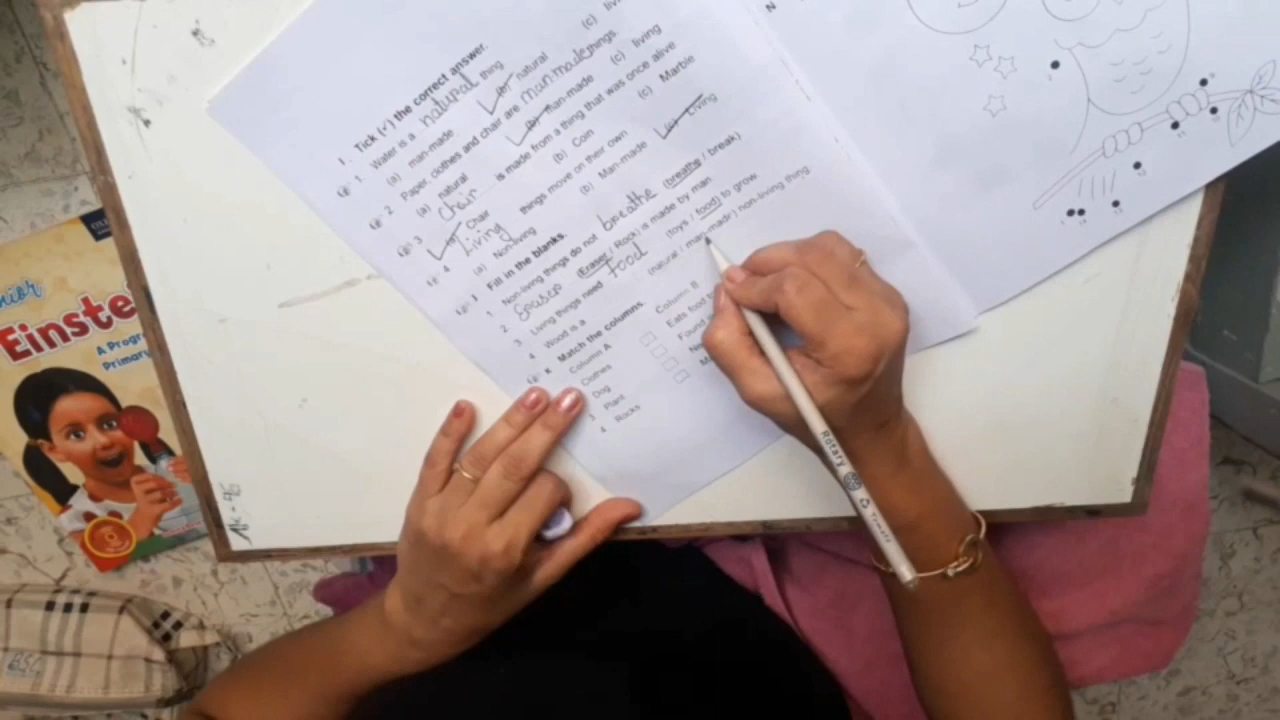 I. Tick (✓) the correct answer.
1. Water is a natural thing
(a) man-made (b) natural (c)
2 Paper, clothes and chair are man.made things.
(a) natural (b) man-made (c) living
3 chair is made from a thing that was once alive
(a) Chair (b) Coin (c) Marble
4 Living things move on their own
(a) Non-living (b) Man-made (c) Living
Fill in the blanks.
1 Non-living things do not breathe (breathe / break)
2 Eraser (Eraser / Rock) is made by man
3 Living things need Food (toys / food) to grow.
4 Wood is a (natural / man-made) non-living thing
K Match the columns.
Column A Column B
Clothes Eats food
Dog Found
3 Plant
4 Rocks
N
junior
Einste
A Progr
Primary
Rotary